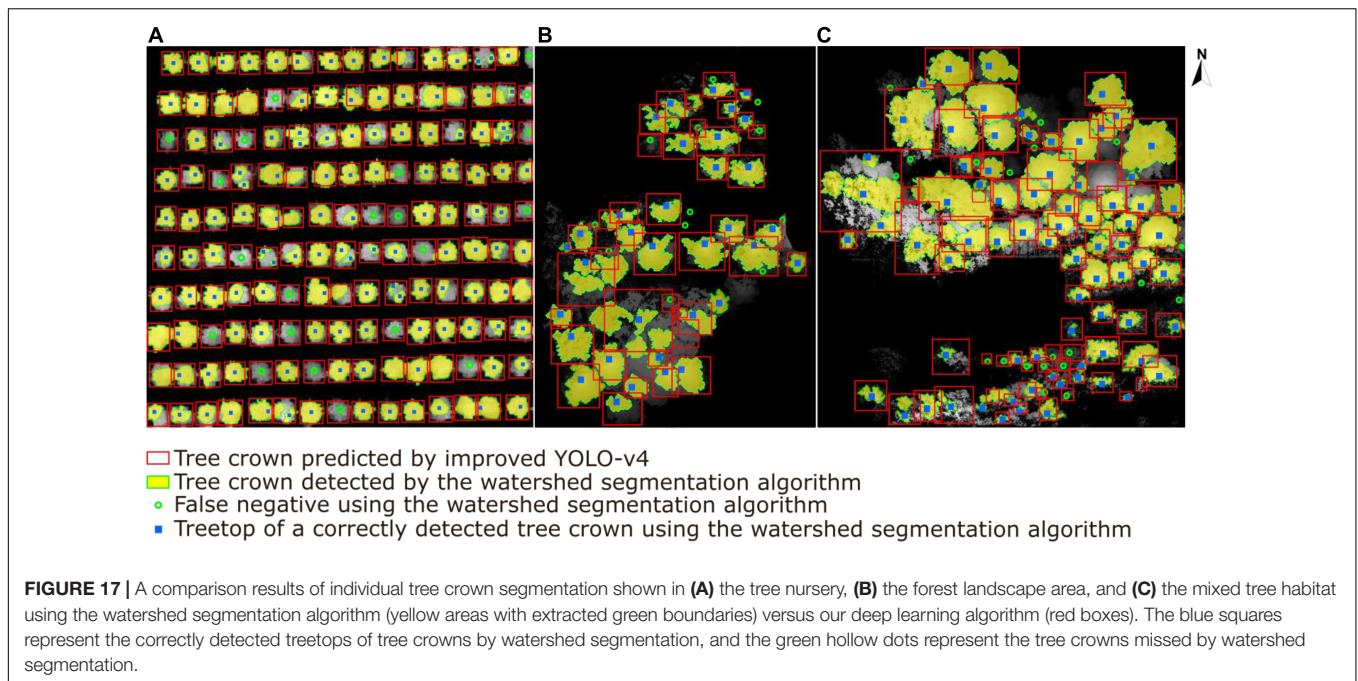 A
B
C
N
Tree crown predicted by improved YOLO-v4
Tree crown detected by the watershed segmentation algorithm
False negative using the watershed segmentation algorithm
Treetop of a correctly detected tree crown using the watershed segmentation algorithm
FIGURE 17 | A comparison results of individual tree crown segmentation shown in (A) the tree nursery, (B) the forest landscape area, and (C) the mixed tree habitat
using the watershed segmentation algorithm (yellow areas with extracted green boundaries) versus our deep learning algorithm (red boxes). The blue squares
represent the correctly detected treetops of tree crowns by watershed segmentation, and the green hollow dots represent the tree crowns missed by watershed
segmentation.